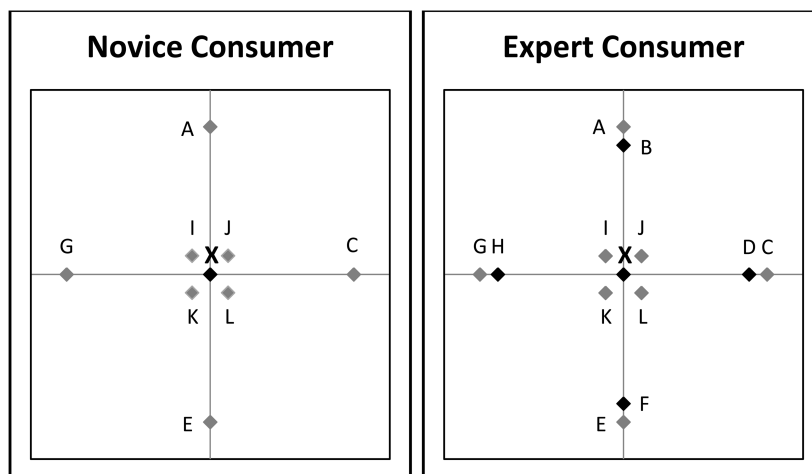 Novice Consumer
A
I J
X
G C
K L
E
Expert Consumer
A
B
I J
X
G H D C
K L
F
E